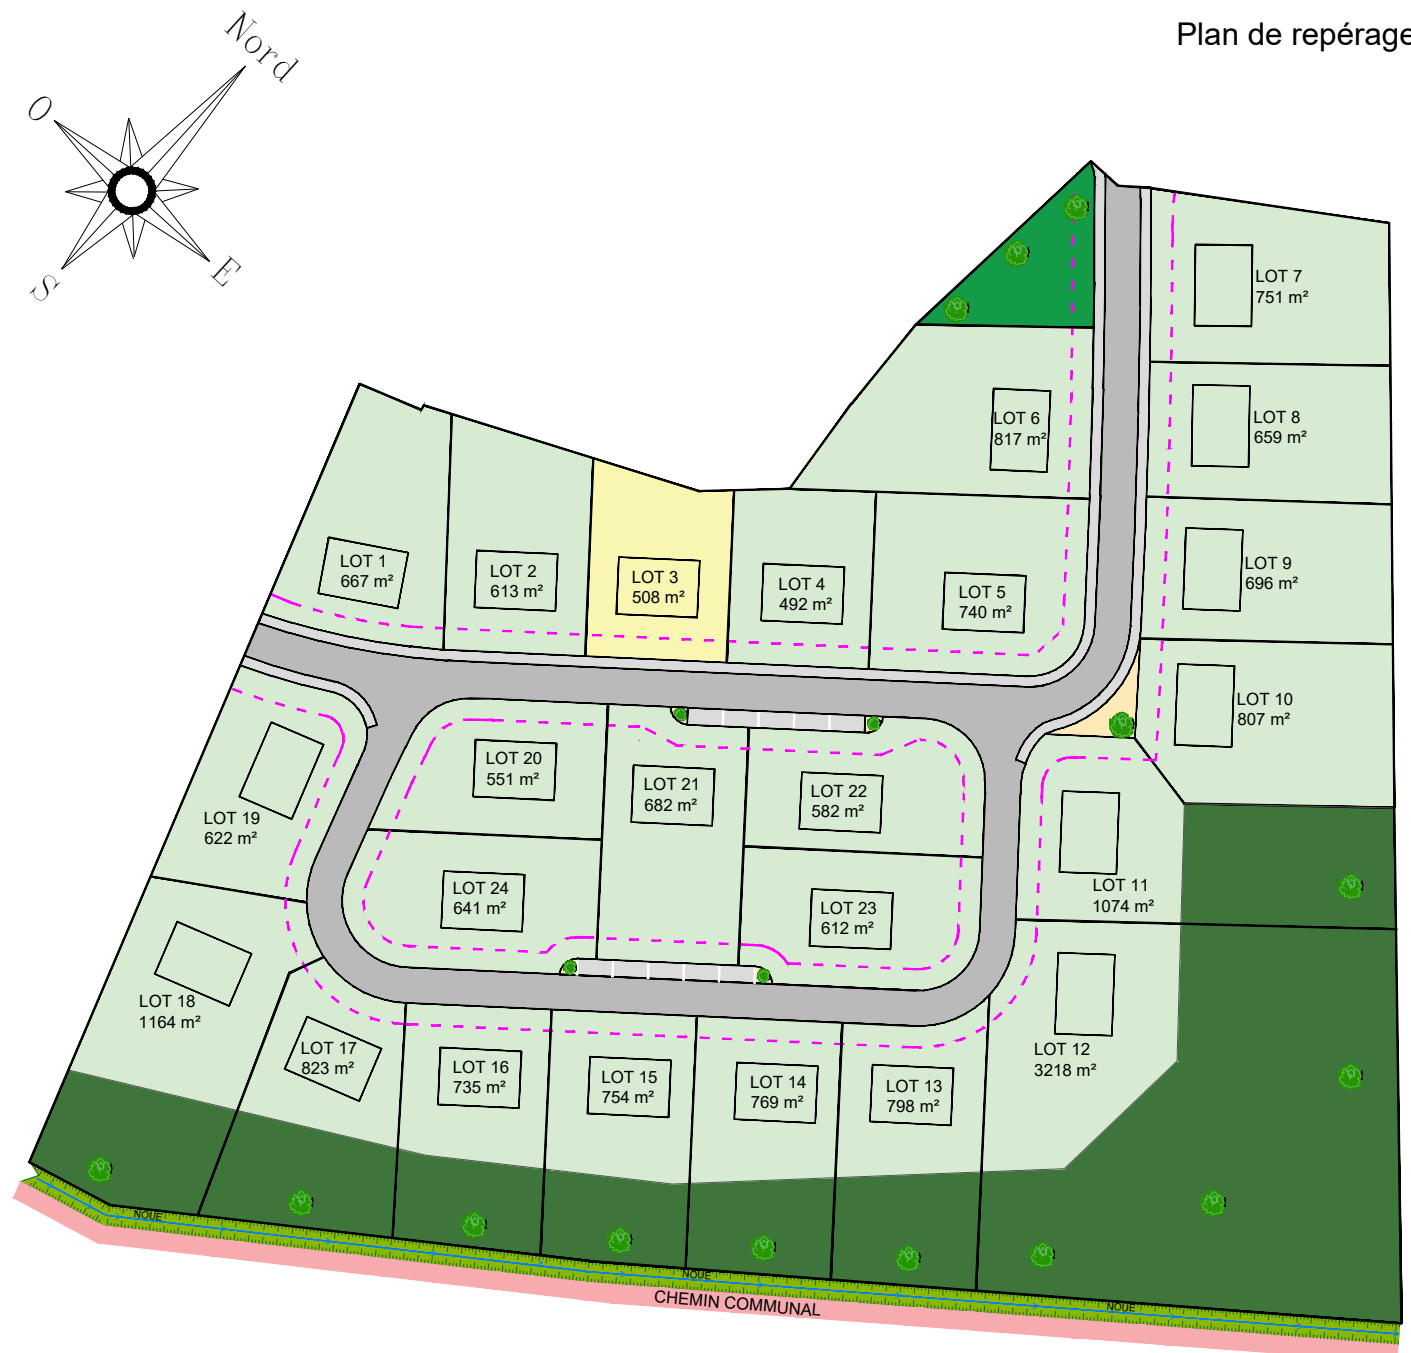 Plan de repérage
Nord
O
S
E
LOT 7
751 m²
LOT 8
659 m²
LOT 6
817 m²
LOT 9
696 m²
LOT 1
667 m²
LOT 2
613 m²
LOT 3
508 m²
LOT 4
492 m²
LOT 5
740 m²
LOT 10
807 m²
LOT 20
551 m²
LOT 21
682 m²
LOT 22
582 m²
LOT 19
622 m²
LOT 11
1074 m²
LOT 24
641 m²
LOT 23
612 m²
LOT 18
1164 m²
LOT 17
823 m²
LOT 16
735 m²
LOT 15
754 m²
LOT 14
769 m²
LOT 13
798 m²
LOT 12
3218 m²
NOUE
NOUE
NOUE
CHEMIN COMMUNAL